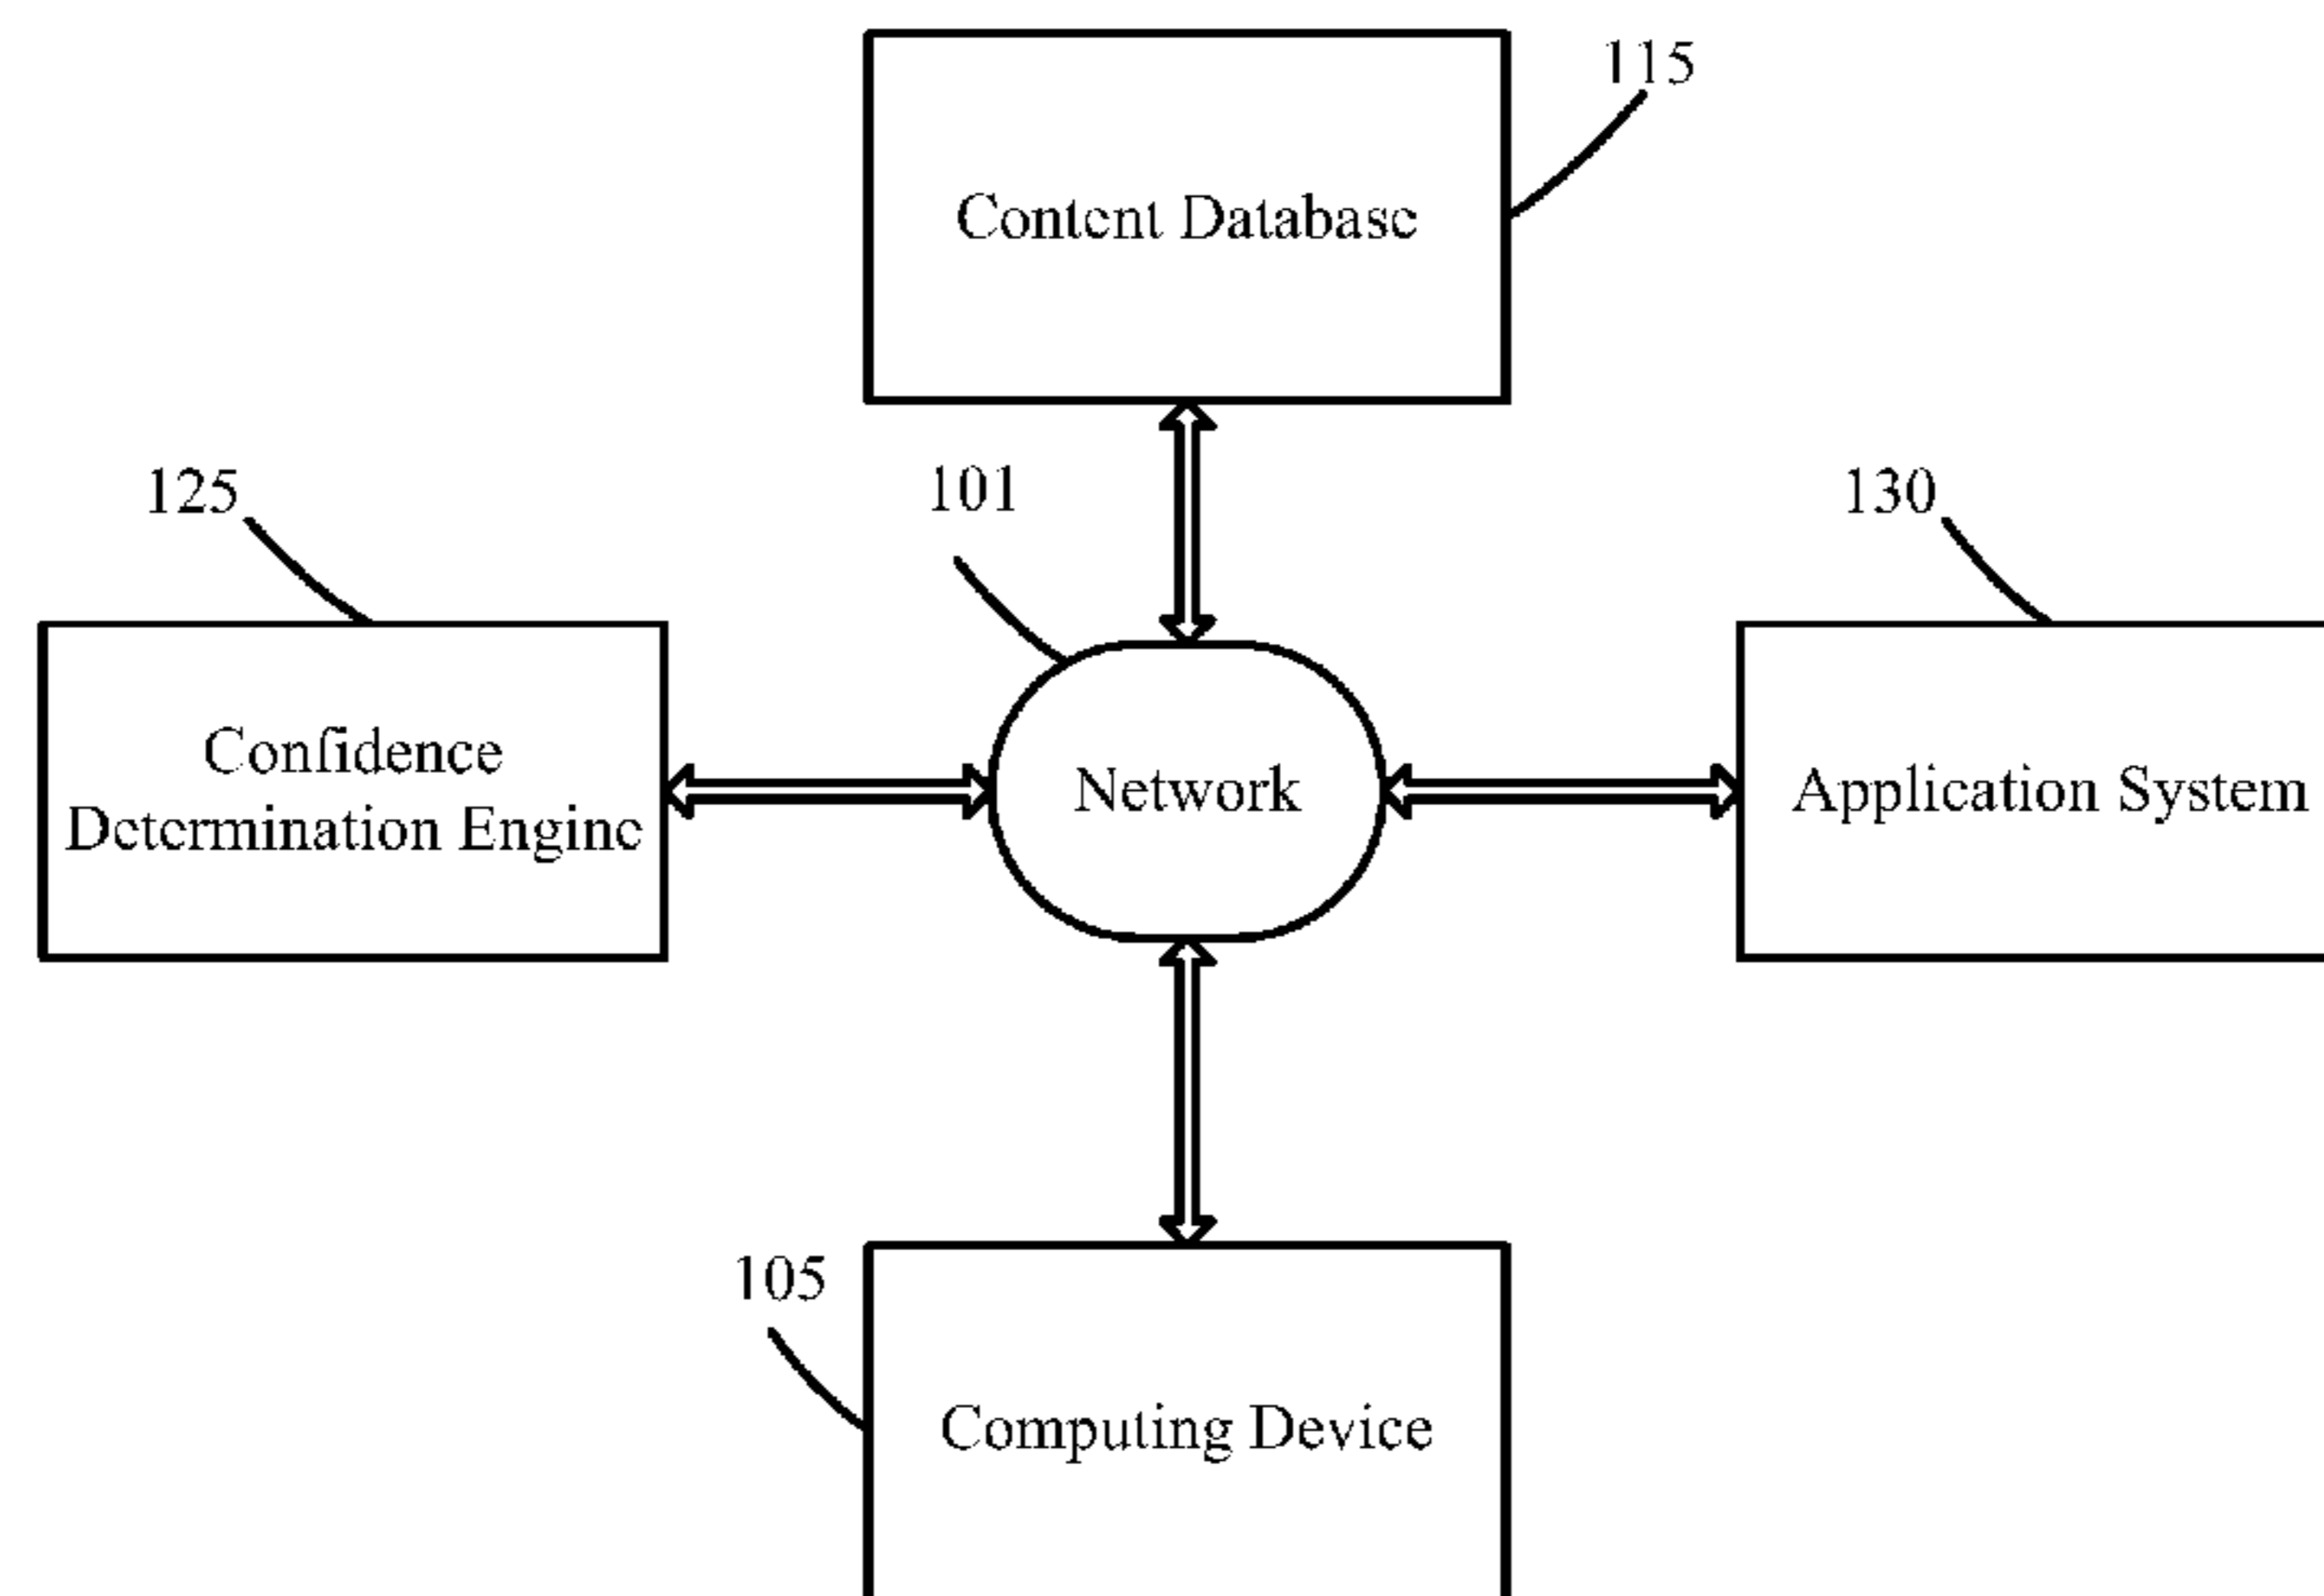 115
Content Database
125
101
130
Confidence
Determination Engine
Network
Application System
105
Computing Device